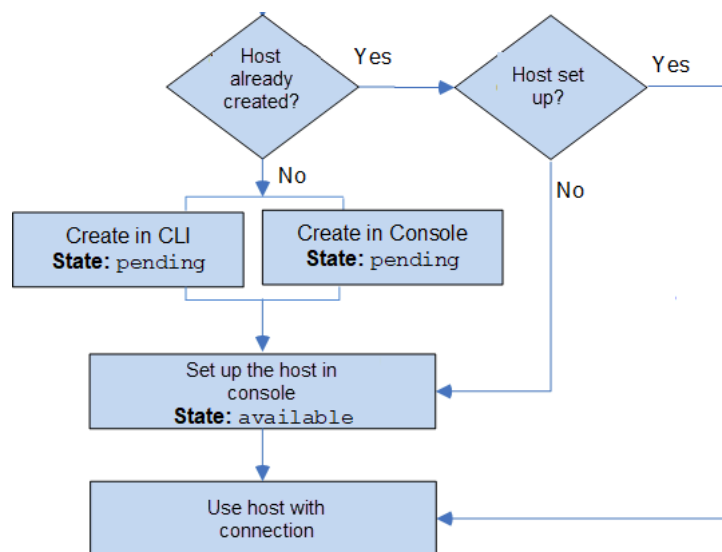 Host
already
created?
Yes
Host set
up?
Yes
No
No
Create in CLI
State: pending
Create in Console
State: pending
Set up the host in
console
State: available
Use host with
connection